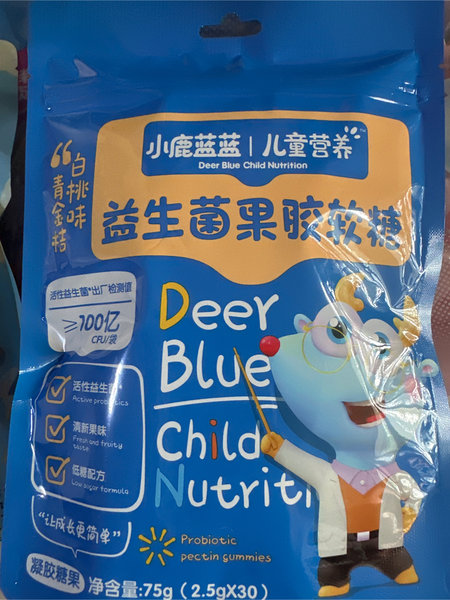 小鹿蓝蓝 | 儿童营养
Deer Blue Child Nutrition
“白桃味
青金桔
益生菌果胶软糖
活性益生菌*出厂检测值
≥100亿
CFU/袋
Deer
Blue
Child
Nutriti
活性益生菌*
Active probiotics
清新果味
Fresh and fruity
taste
低糖配方
Low sugar formula
“让成长更简单”
Probiotic
pectin gummies
凝胶糖果
净含量:75g（2.5gX30）